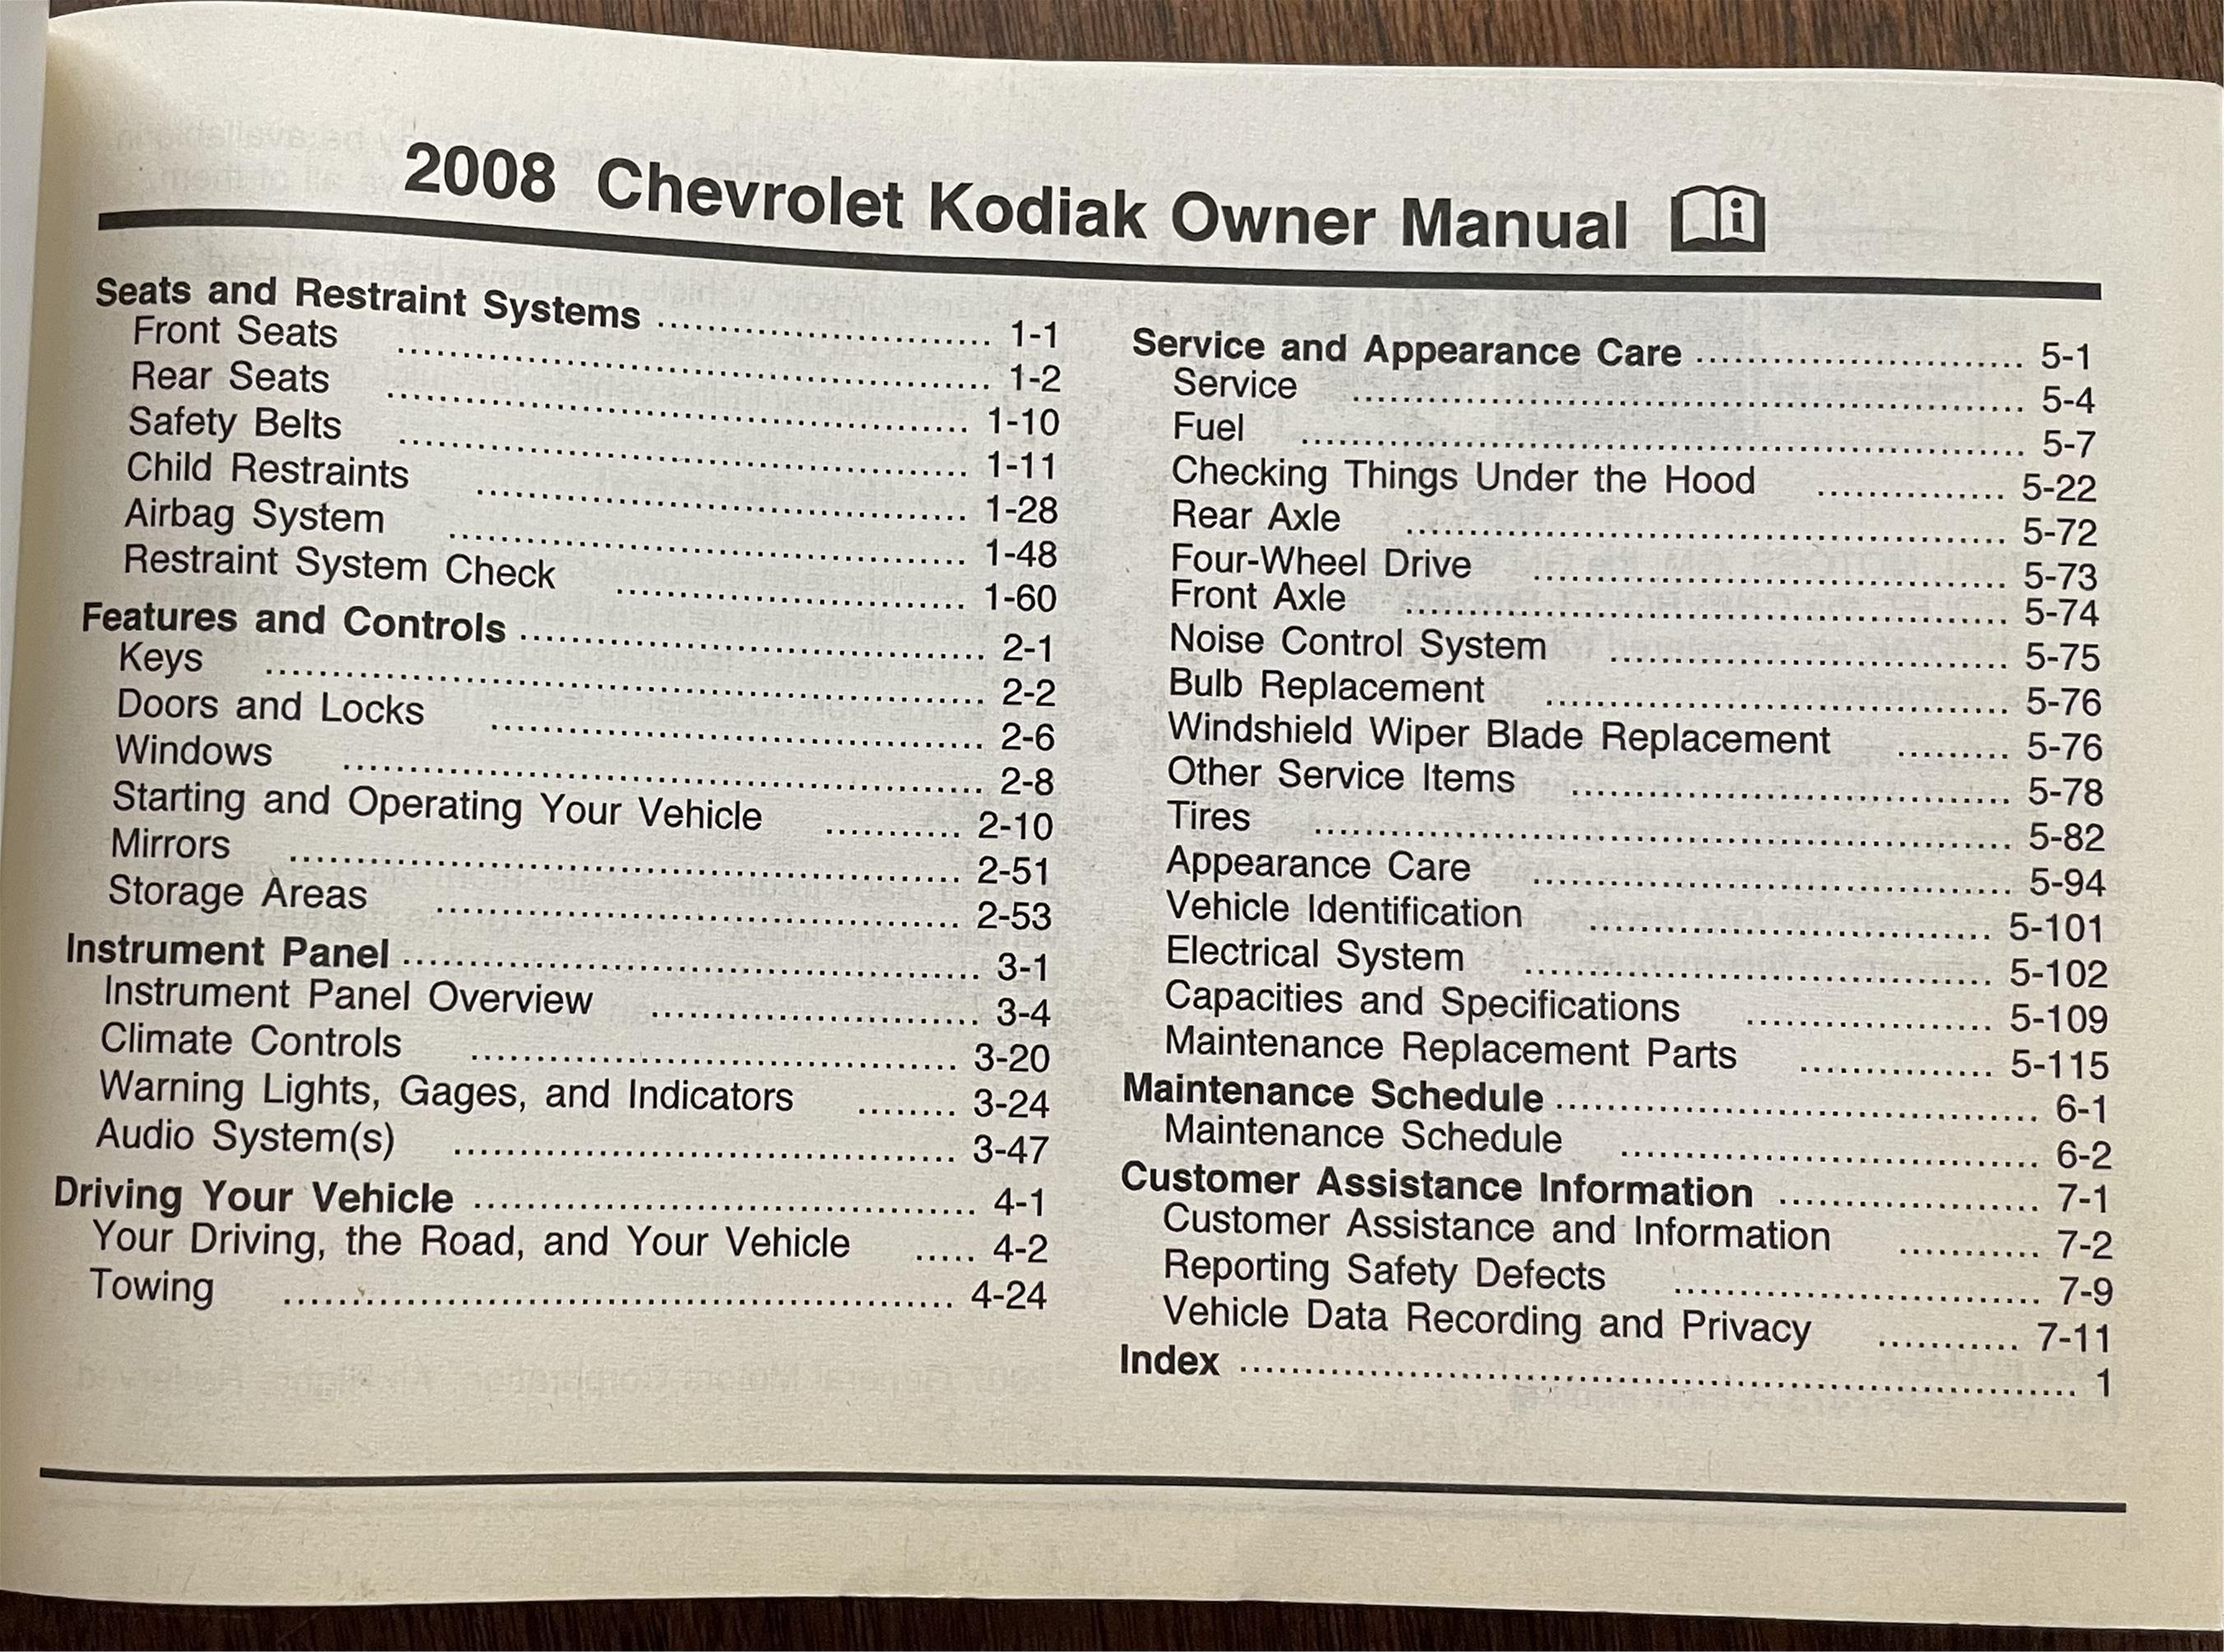 2008 Chevrolet Kodiak Owner Manual
Seats and Restraint Systems ......................... 1-1
Front Seats ............................................. 1-2
Rear Seats ............................................. 1-10
Safety Belts ........................................... 1-11
Child Restraints ..................................... 1-28
Airbag System ....................................... 1-48
Restraint System Check .......................... 1-60
Features and Controls ................................... 2-1
Keys ...................................................... 2-2
Doors and Locks ..................................... 2-6
Windows ................................................ 2-8
Starting and Operating Your Vehicle ........... 2-10
Mirrors ................................................... 2-51
Storage Areas ........................................ 2-53
Instrument Panel ............................................ 3-1
Instrument Panel Overview ......................... 3-4
Climate Controls ..................................... 3-20
Warning Lights, Gages, and Indicators ........ 3-24
Audio System(s) ...................................... 3-47
Driving Your Vehicle ...................................... 4-1
Your Driving, the Road, and Your Vehicle ..... 4-2
Towing ................................................... 4-24
Service and Appearance Care ......................... 5-1
Service ................................................... 5-4
Fuel ....................................................... 5-7
Checking Things Under the Hood ............... 5-22
Rear Axle .............................................. 5-72
Four-Wheel Drive .................................... 5-73
Front Axle .............................................. 5-74
Noise Control System .............................. 5-75
Bulb Replacement ................................... 5-76
Windshield Wiper Blade Replacement ......... 5-76
Other Service Items ................................. 5-78
Tires ..................................................... 5-82
Appearance Care .................................... 5-94
Vehicle Identification ............................... 5-101
Electrical System .................................... 5-102
Capacities and Specifications ................... 5-109
Maintenance Replacement Parts ............... 5-115
Maintenance Schedule ..................................... 6-1
Maintenance Schedule ................................ 6-2
Customer Assistance Information .................... 7-1
Customer Assistance and Information ........... 7-2
Reporting Safety Defects ............................ 7-9
Vehicle Data Recording and Privacy ........... 7-11
Index ................................................................ 1